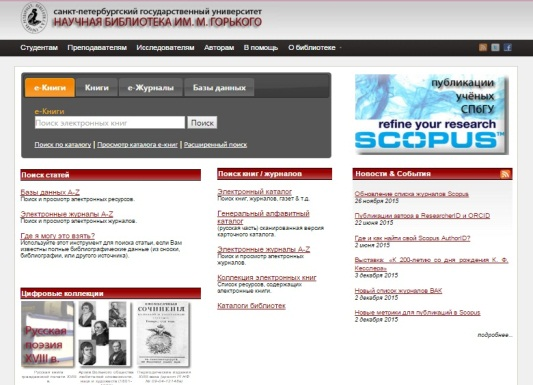 санкт-петербургский государственный университет
НАУЧНАЯ БИБЛИОТЕКА ИМ. М. ГОРЬКОГО
Студентам Преподавателям Исследователям Авторам В помощь О библиотеке
е-Книги Книги е-Журналы Базы данных
е-Книги
Поиск электронных книг Поиск
Поиск по каталогу | Просмотр каталога е-книг | Расширенный поиск
публикации
учёных
СПбГУ
refine your research
SCOPUS™
Поиск статей
Базы данных A-Z
Поиск и просмотр электронных ресурсов.
Электронные журналы A-Z
Поиск и просмотр электронных журналов.
Где я могу это взять?
Используйте этот инструмент для поиска статьи, если Вам
известны полные библиографические данные (из сноски,
библиографии, или другого источника).
Цифровые коллекции
Русская
поэзия
XVIII в.
СОЧИНЕНІЯ
Поиск книг / журналов
Электронный каталог
Поиск книг, журналов, газет & т.д.
Генеральный алфавитный
каталог
(русская часть) сканированная версия
карточного каталога.
Электронные журналы A-Z
Поиск и просмотр электронных
журналов.
Коллекция электронных книг
Список ресурсов, содержащих
электронные книги.
Каталоги библиотек
Новости & События
Обновление списка журналов Scopus
26 ноября 2015
Публикации автора в ResearcherID и ORCID
22 июня 2015
Где и как найти свой Scopus AuthorID?
2 июня 2015
Выставка: «К 200-летию со дня рождения К. Ф.
Кесслера»
3 декабря 2015
Новый список журналов ВАК
2 декабря 2015
Новые метрики для публикаций в Scopus
2 декабря 2015
подробнее...